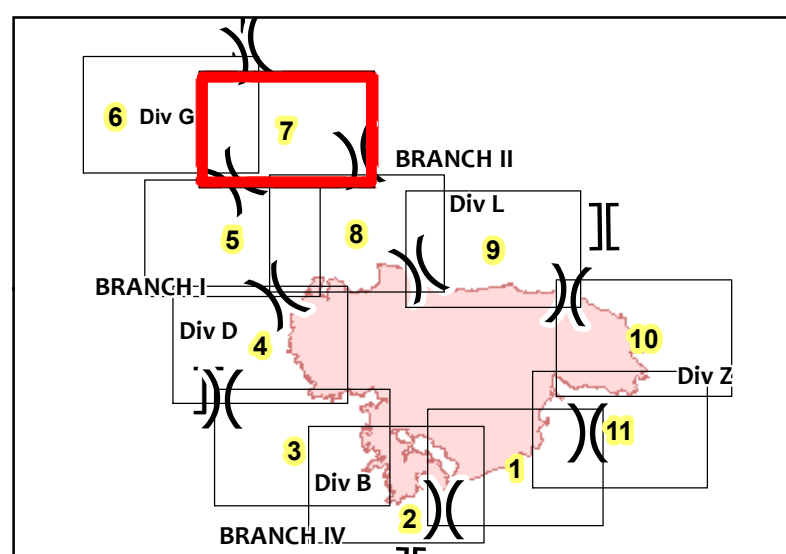 6
Div G
7
BRANCH II
Div L
5
8
9
BRANCH I
Div D
4
10
Div Z
3
11
1
Div B
2
BRANCH IV